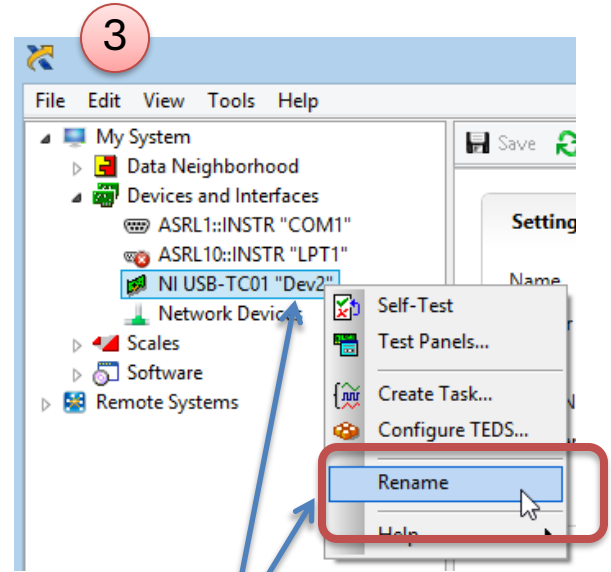 3
File Edit View Tools Help
My System
Save
Data Neighborhood
Devices and Interfaces
ASRL1::INSTR "COM1"
Setting
ASRL10::INSTR "LPT1"
NI USB-TC01 "Dev2"
Name
Self-Test
Network Devices
Test Panels...
Scales
Software
Create Task...
Remote Systems
Configure TEDS...
Rename
Help